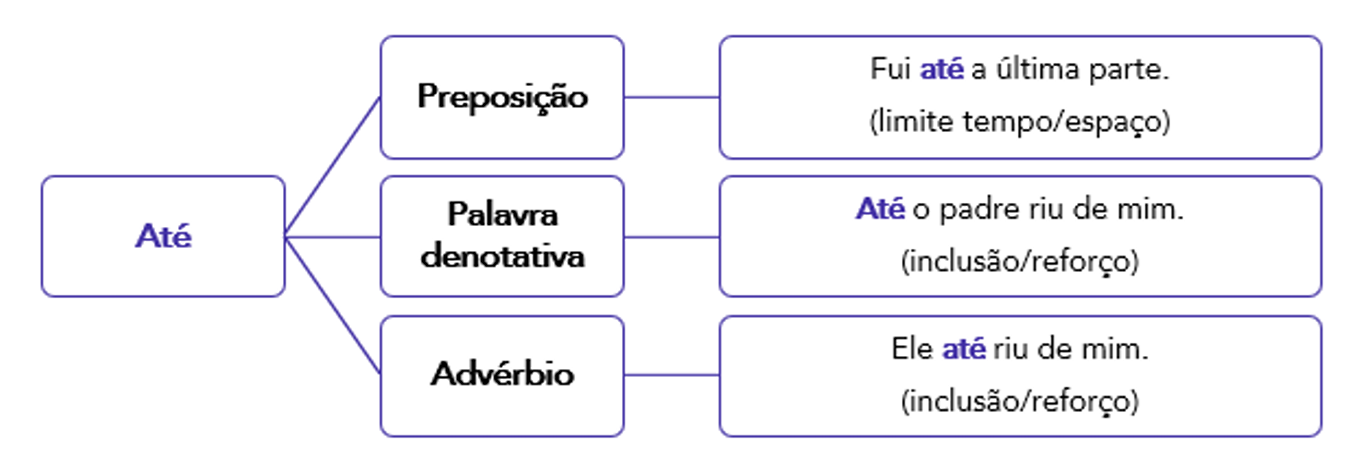 Até
Preposição
Fui até a última parte.
(limite tempo/espaço)
Palavra
denotativa
Até o padre riu de mim.
(inclusão/reforço)
Advérbio
Ele até riu de mim.
(inclusão/reforço)